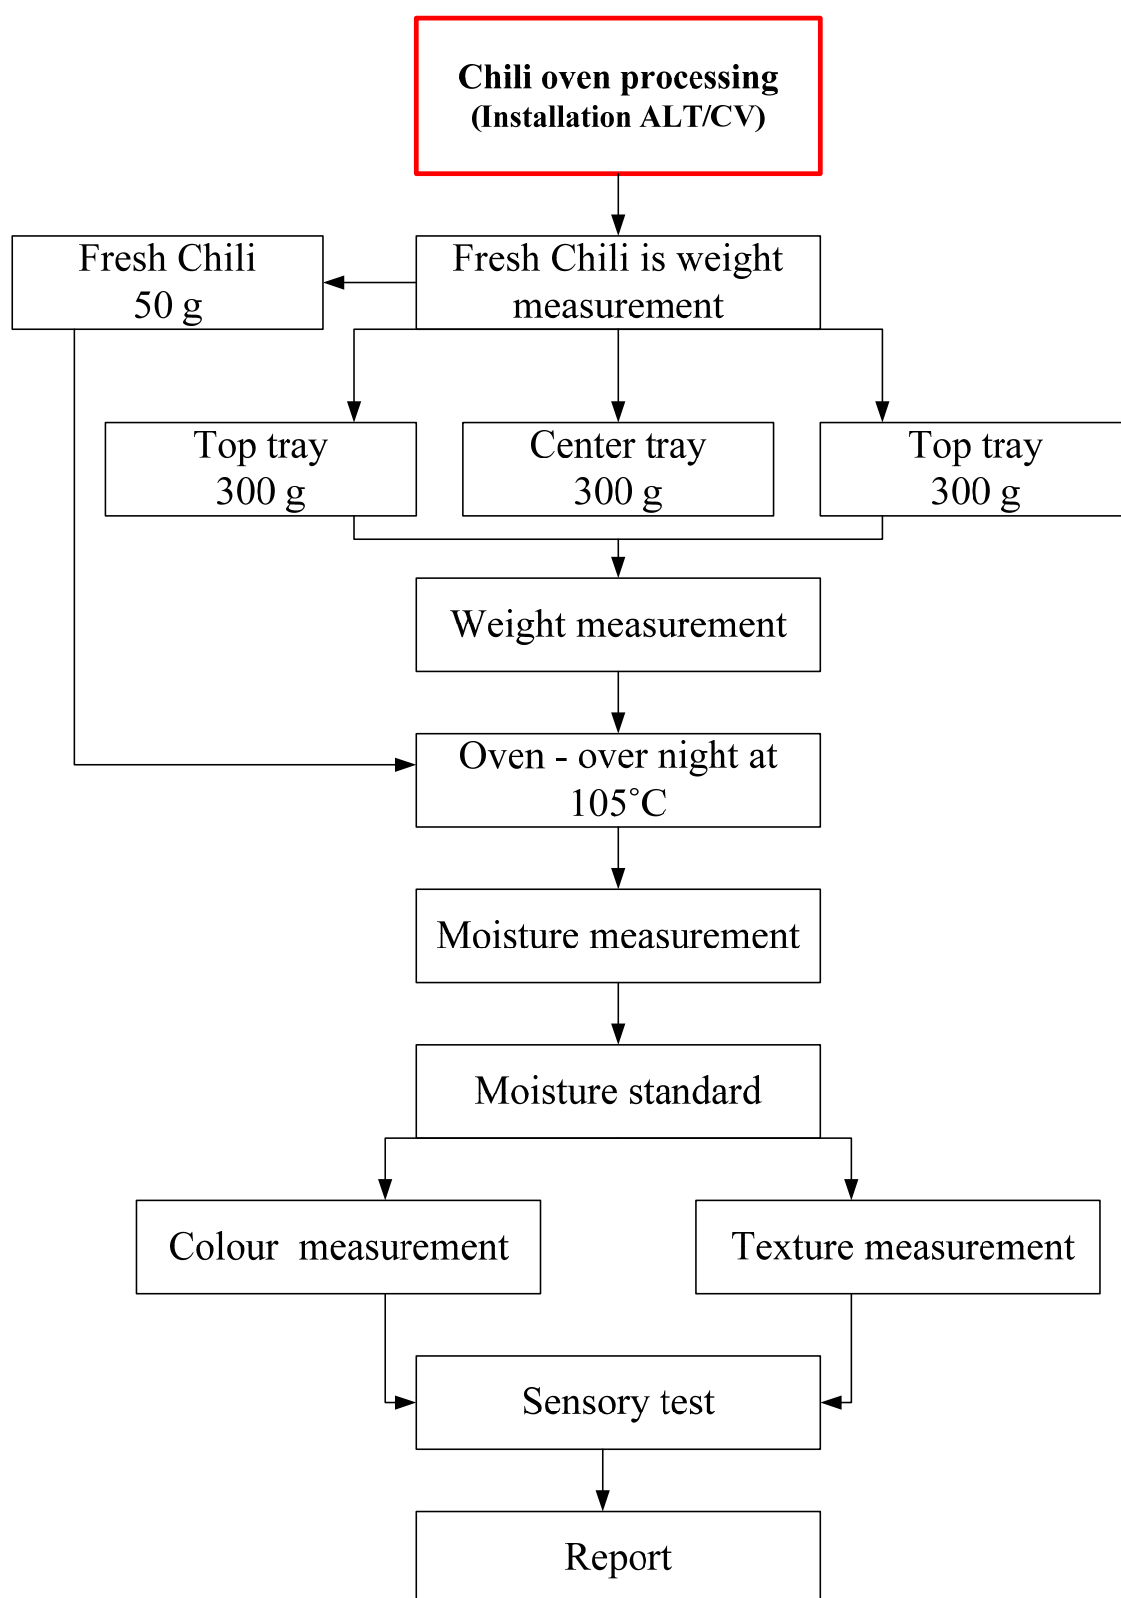 Chili oven processing
(Installation ALT/CV)
Fresh Chili
50 g
Fresh Chili is weight
measurement
Top tray
300 g
Center tray
300 g
Top tray
300 g
Weight measurement
Oven - over night at
105˚C
Moisture measurement
Moisture standard
Colour  measurement
Texture measurement
Sensory test
Report